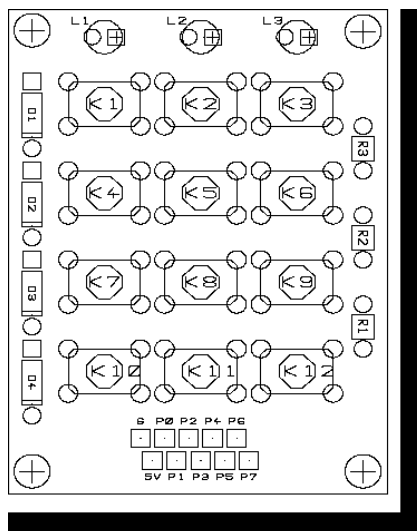 L1 L2 L3
K1 K2 K3
D1
R3
K4 K5 K6
D2
R2
K7 K8 K9
D3
R1
K10 K11 K12
D4
G P0 P2 P4 P6
5V P1 P3 P5 P7